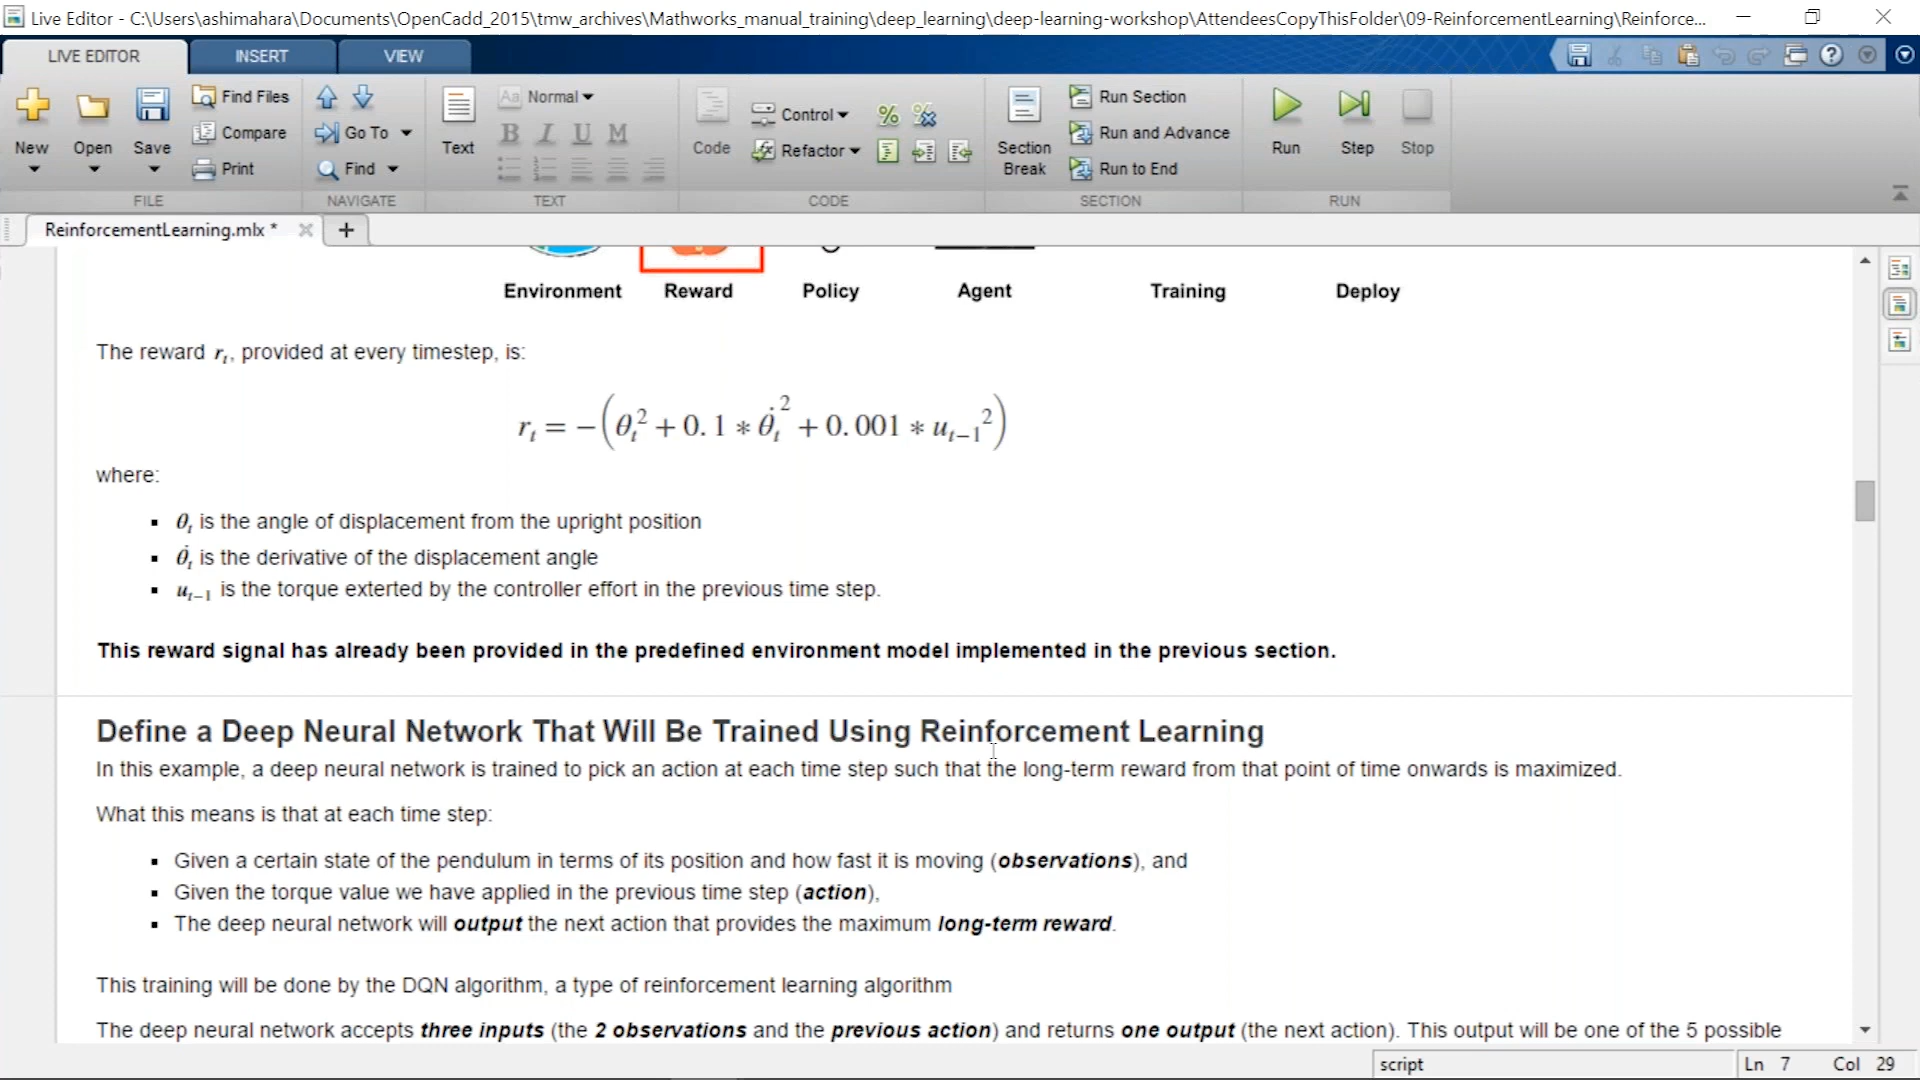 Live Editor - C:\Users\ashimahara\Documents\OpenCadd_2015\tmw_archives\Mathworks_manual_training\deep_learning\deep-learning-workshop\AttendeesCopyThisFolder\09-ReinforcementLearning\Reinforce...
LIVE EDITOR INSERT VIEW
New Open Save Find Files Compare Print
FILE
Go To Find
NAVIGATE
Text Aa Normal
B I U M
TEXT
Code Control Refactor
CODE
Section Break Run Section Run and Advance Run to End
SECTION
Run Step Stop
RUN
ReinforcementLearning.mlx * +
Environment Reward Policy Agent Training Deploy
The reward r_t, provided at every timestep, is:
r_t = −(θ_t² + 0.1 * θ̇_t² + 0.001 * u_{t−1}²)
where:
▪ θ_t is the angle of displacement from the upright position
▪ θ̇_t is the derivative of the displacement angle
▪ u_{t−1} is the torque exterted by the controller effort in the previous time step.
This reward signal has already been provided in the predefined environment model implemented in the previous section.
Define a Deep Neural Network That Will Be Trained Using Reinforcement Learning
In this example, a deep neural network is trained to pick an action at each time step such that the long-term reward from that point of time onwards is maximized.
What this means is that at each time step:
▪ Given a certain state of the pendulum in terms of its position and how fast it is moving (observations), and
▪ Given the torque value we have applied in the previous time step (action),
▪ The deep neural network will output the next action that provides the maximum long-term reward.
This training will be done by the DQN algorithm, a type of reinforcement learning algorithm
The deep neural network accepts three inputs (the 2 observations and the previous action) and returns one output (the next action). This output will be one of the 5 possible
script Ln 7 Col 29